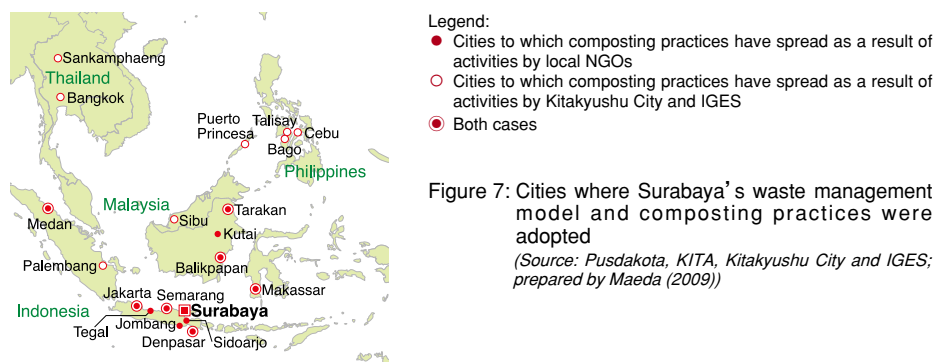 Sankamphaeng
Thailand
Bangkok
Puerto
Princesa
Talisay
Cebu
Bago
Philippines
Malaysia
Medan
Sibu
Tarakan
Kutai
Palembang
Balikpapan
Makassar
Jakarta
Semarang
Indonesia
Surabaya
Tegal
Jombang
Denpasar
Sidoarjo
Legend:
Cities to which composting practices have spread as a result of
activities by local NGOs
Cities to which composting practices have spread as a result of
activities by Kitakyushu City and IGES
Both cases
Figure 7: Cities where Surabaya's waste management
model and composting practices were
adopted
(Source: Pusdakota, KITA, Kitakyushu City and IGES;
prepared by Maeda (2009))